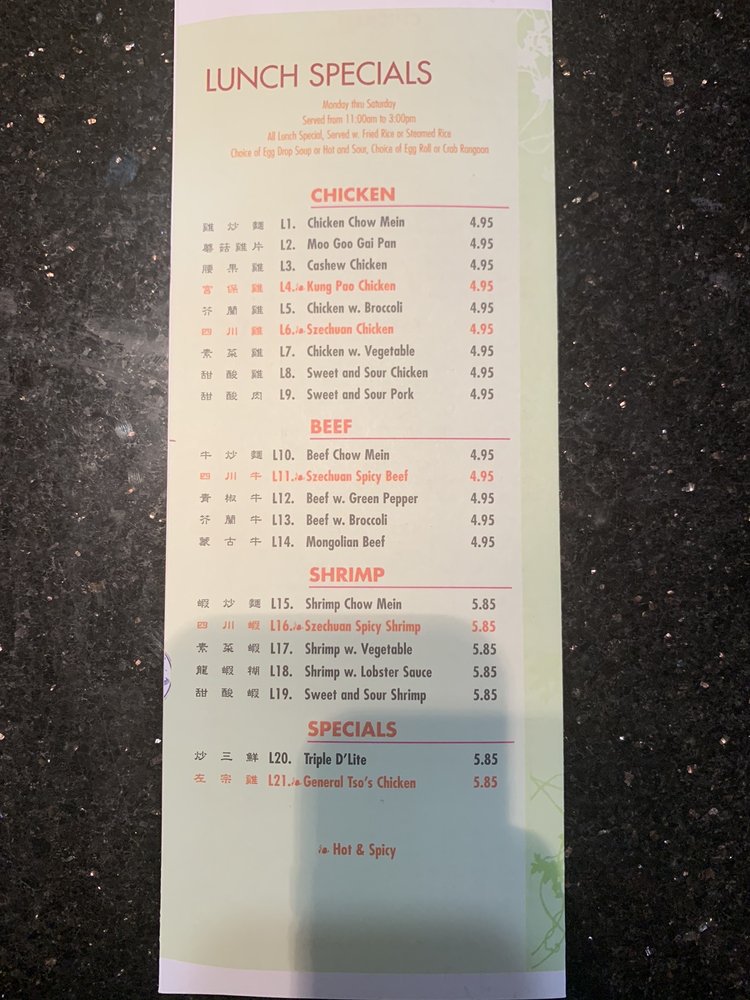 LUNCH SPECIALS
Monday thru Saturday
Served from 11:00am to 3:00pm
All Lunch Special, Served w. Fried Rice or Steamed Rice
Choice of Egg Drop Soup or Hot and Sour, Choice of Egg Roll or Crab Rangoon
CHICKEN
雞炒麵 L1. Chicken Chow Mein 4.95
蘑菇雞片 L2. Moo Goo Gai Pan 4.95
腰果雞 L3. Cashew Chicken 4.95
宮保雞 L4. Kung Pao Chicken 4.95
芥蘭雞 L5. Chicken w. Broccoli 4.95
四川雞 L6. Szechuan Chicken 4.95
素菜雞 L7. Chicken w. Vegetable 4.95
甜酸雞 L8. Sweet and Sour Chicken 4.95
甜酸肉 L9. Sweet and Sour Pork 4.95
BEEF
牛炒麵 L10. Beef Chow Mein 4.95
四川牛 L11. Szechuan Spicy Beef 4.95
青椒牛 L12. Beef w. Green Pepper 4.95
芥蘭牛 L13. Beef w. Broccoli 4.95
蒙古牛 L14. Mongolian Beef 4.95
SHRIMP
蝦炒麵 L15. Shrimp Chow Mein 5.85
四川蝦 L16. Szechuan Spicy Shrimp 5.85
素菜蝦 L17. Shrimp w. Vegetable 5.85
龍蝦糊 L18. Shrimp w. Lobster Sauce 5.85
甜酸蝦 L19. Sweet and Sour Shrimp 5.85
SPECIALS
炒三鮮 L20. Triple D'Lite 5.85
左宗雞 L21. General Tso's Chicken 5.85
Hot & Spicy